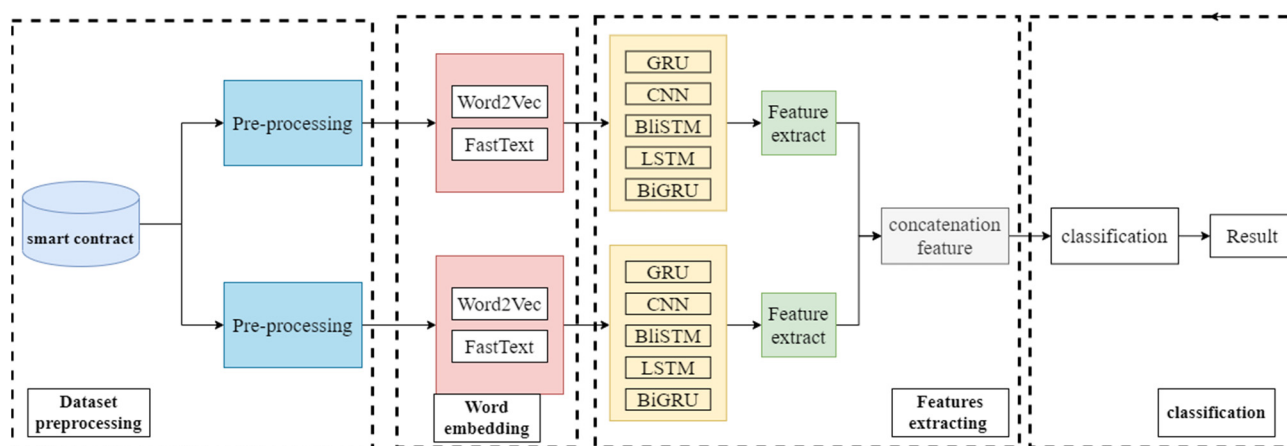 smart contract
Pre-processing
Pre-processing
Dataset
preprocessing
Word2Vec
FastText
Word2Vec
FastText
Word
embedding
GRU
CNN
BliSTM
LSTM
BiGRU
Feature
extract
GRU
CNN
BliSTM
LSTM
BiGRU
Feature
extract
concatenation
feature
Features
extracting
classification
Result
classification